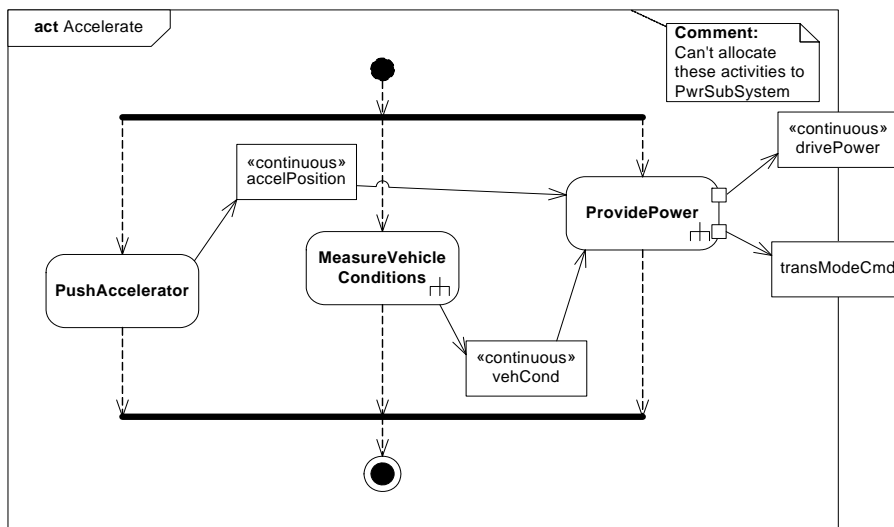 act Accelerate
Comment:
Can't allocate
these activities to
PwrSubSystem
«continuous»
drivePower
«continuous»
accelPosition
ProvidePower
MeasureVehicle
Conditions
transModeCmd
PushAccelerator
«continuous»
vehCond